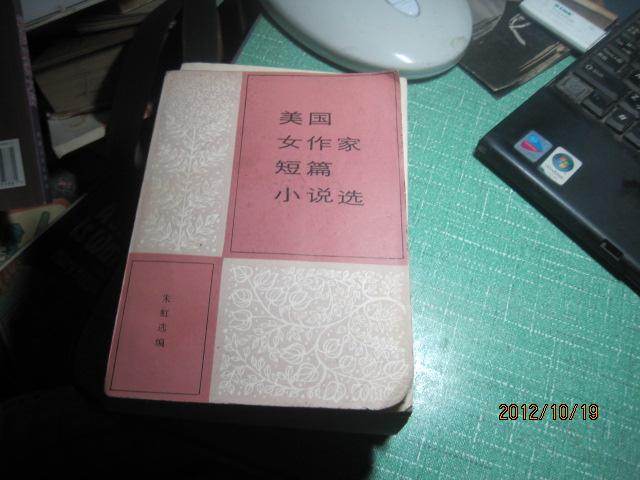 美国
女作家
短篇
小说选
朱虹选编
2012/10/19